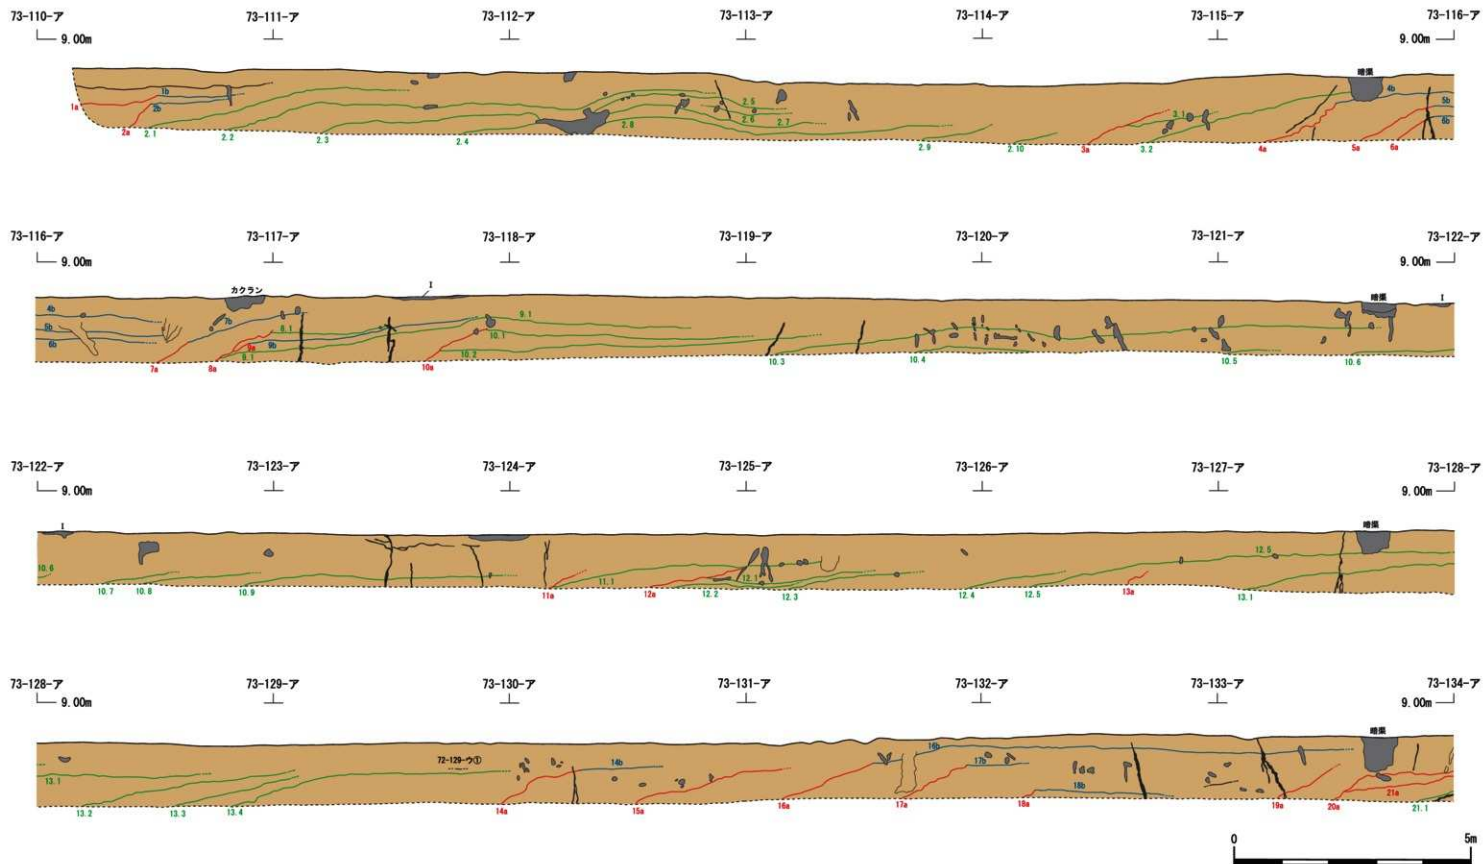 73-110-ア 73-111-ア 73-112-ア 73-113-ア 73-114-ア 73-115-ア 73-116-ア
9.00m 9.00m
暗渠
1b 4b
1a 2b 2.5 3.1 5b
2.6 6b
2a 2.1 2.2 2.3 2.4 2.8 2.7 2.9 2.10 3a 3.2 4a 5a 6a
73-116-ア 73-117-ア 73-118-ア 73-119-ア 73-120-ア 73-121-ア 73-122-ア
9.00m 9.00m
カクラン I 暗渠 I
4b 7b 9.1
5b 8.1 10.1
6b 9a 9b
7a 8a 9.1 10a 10.2 10.3 10.4 10.5 10.6
73-122-ア 73-123-ア 73-124-ア 73-125-ア 73-126-ア 73-127-ア 73-128-ア
9.00m 9.00m
I 暗渠
12.5
10.6 11.1 12.1
10.7 10.8 10.9 11a 12a 12.2 12.3 12.4 12.5 13a 13.1
73-128-ア 73-129-ア 73-130-ア 73-131-ア 73-132-ア 73-133-ア 73-134-ア
9.00m 9.00m
暗渠
72-129-ウ① 14b 16b 17b
13.1 18b 21a
13.2 13.3 13.4 14a 15a 16a 17a 18a 19a 20a 21.1
0 5m